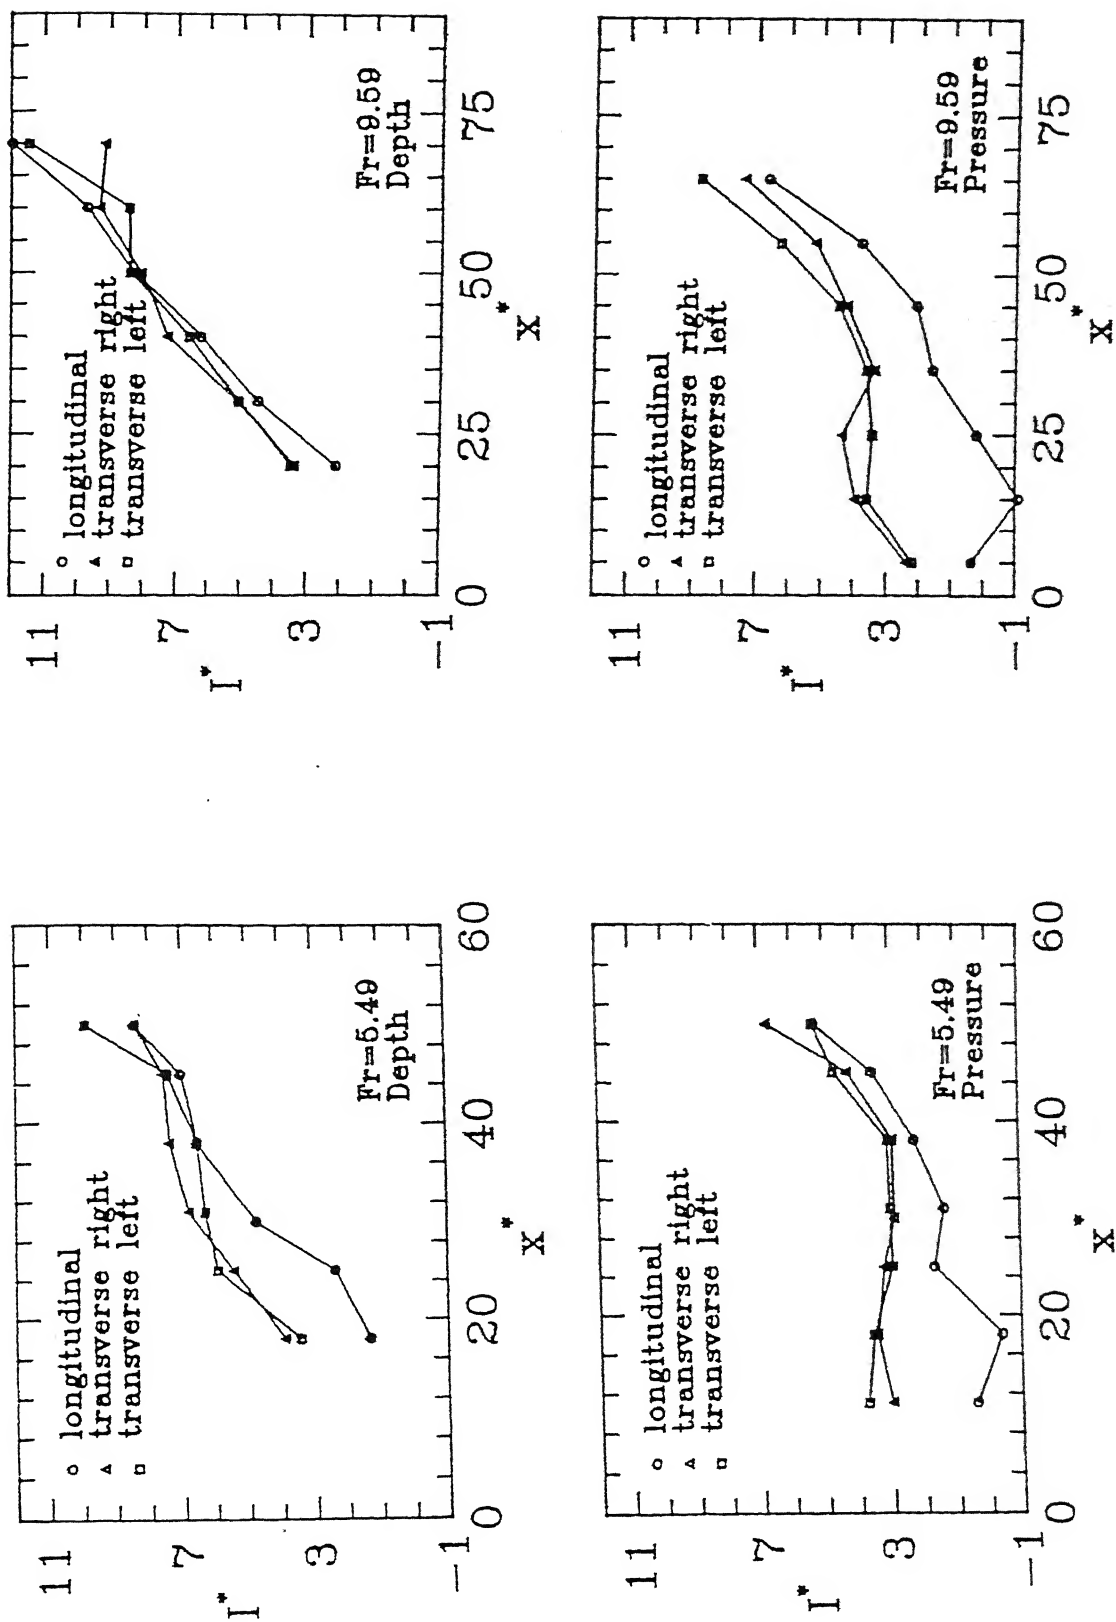 11
7
3
-1
I*
longitudinal
transverse right
transverse left
Fr=5.49
Depth
0 20 40 60
X*
11
7
3
-1
I*
longitudinal
transverse right
transverse left
Fr=9.59
Depth
0 25 50 75
X*
11
7
3
-1
I*
longitudinal
transverse right
transverse left
Fr=5.49
Pressure
0 20 40 60
X*
11
7
3
-1
I*
longitudinal
transverse right
transverse left
Fr=9.59
Pressure
0 25 50 75
X*